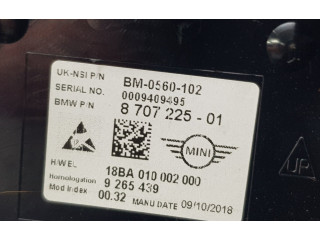 UK-NSI P/N BM-0560-102
SERIAL NO. 0009409495
BMW P/N 8 707 225 - 01
MINI
H/W EL 18BA 010 002 000
Homologation 9 265 439
Mod Index 00.32 MANU DATE 09/10/2018
UP